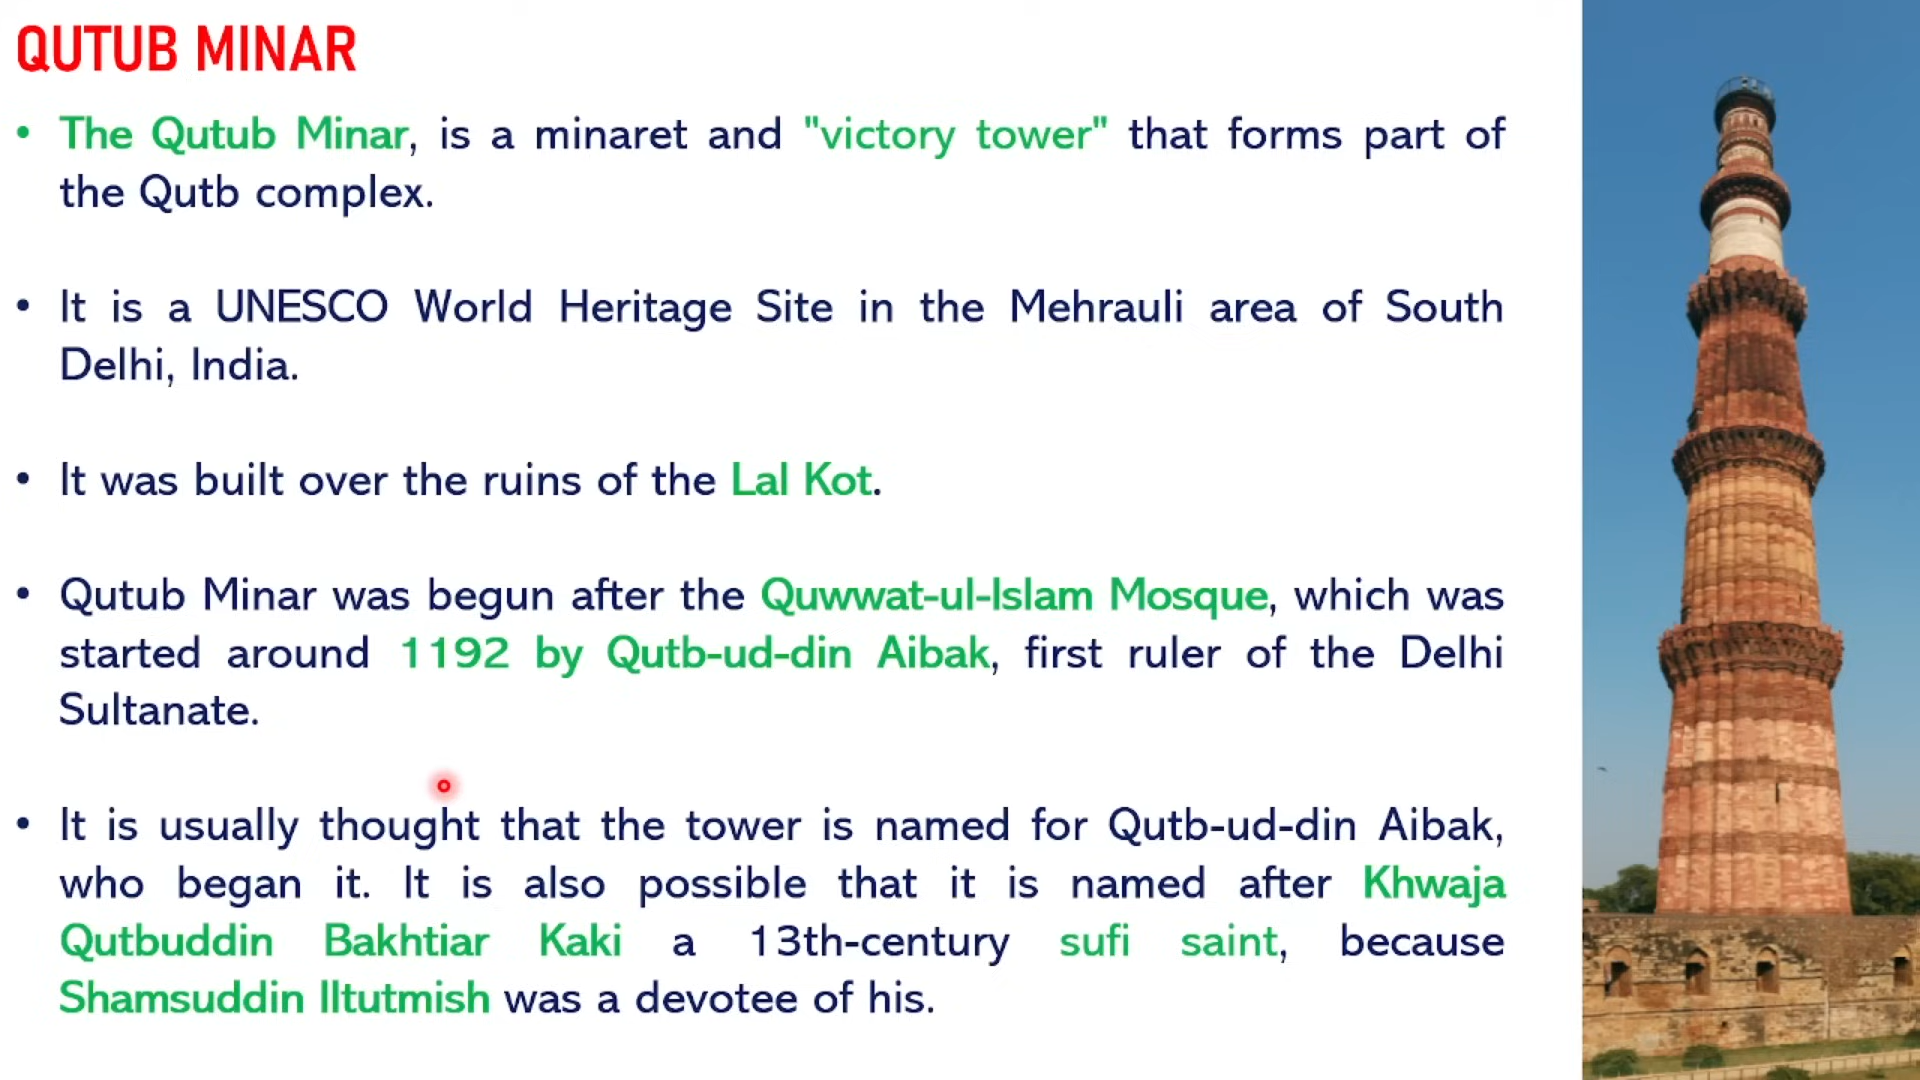 QUTUB MINAR
• The Qutub Minar, is a minaret and "victory tower" that forms part of
the Qutb complex.
• It is a UNESCO World Heritage Site in the Mehrauli area of South
Delhi, India.
• It was built over the ruins of the Lal Kot.
• Qutub Minar was begun after the Quwwat-ul-Islam Mosque, which was
started around 1192 by Qutb-ud-din Aibak, first ruler of the Delhi
Sultanate.
• It is usually thought that the tower is named for Qutb-ud-din Aibak,
who began it. It is also possible that it is named after Khwaja
Qutbuddin Bakhtiar Kaki a 13th-century sufi saint, because
Shamsuddin Iltutmish was a devotee of his.